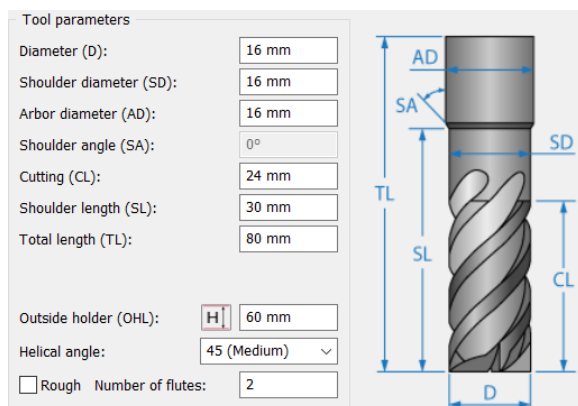 Tool parameters
Diameter (D): 16 mm
Shoulder diameter (SD): 16 mm
Arbor diameter (AD): 16 mm
Shoulder angle (SA): 0º
Cutting (CL): 24 mm
Shoulder length (SL): 30 mm
Total length (TL): 80 mm
Outside holder (OHL): H 60 mm
Helical angle: 45 (Medium)
Rough Number of flutes: 2
AD
SA
SD
TL
SL
CL
D